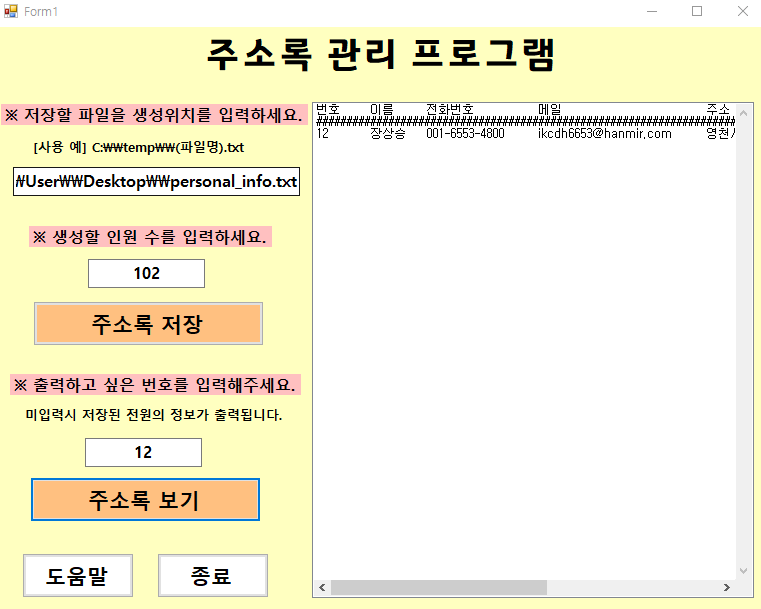 Form1
주소록 관리 프로그램
※ 저장할 파일을 생성위치를 입력하세요.
[사용 예] C:₩₩temp₩₩(파일명).txt
₩User₩₩Desktop₩₩personal_info.txt
※ 생성할 인원 수를 입력하세요.
102
주소록 저장
※ 출력하고 싶은 번호를 입력해주세요.
미입력시 저장된 전원의 정보가 출력됩니다.
12
주소록 보기
도움말 종료
번호 이름 전화번호 메일 주소
12 장상승 001-6553-4800 ikcdh6653@hanmir.com 영천